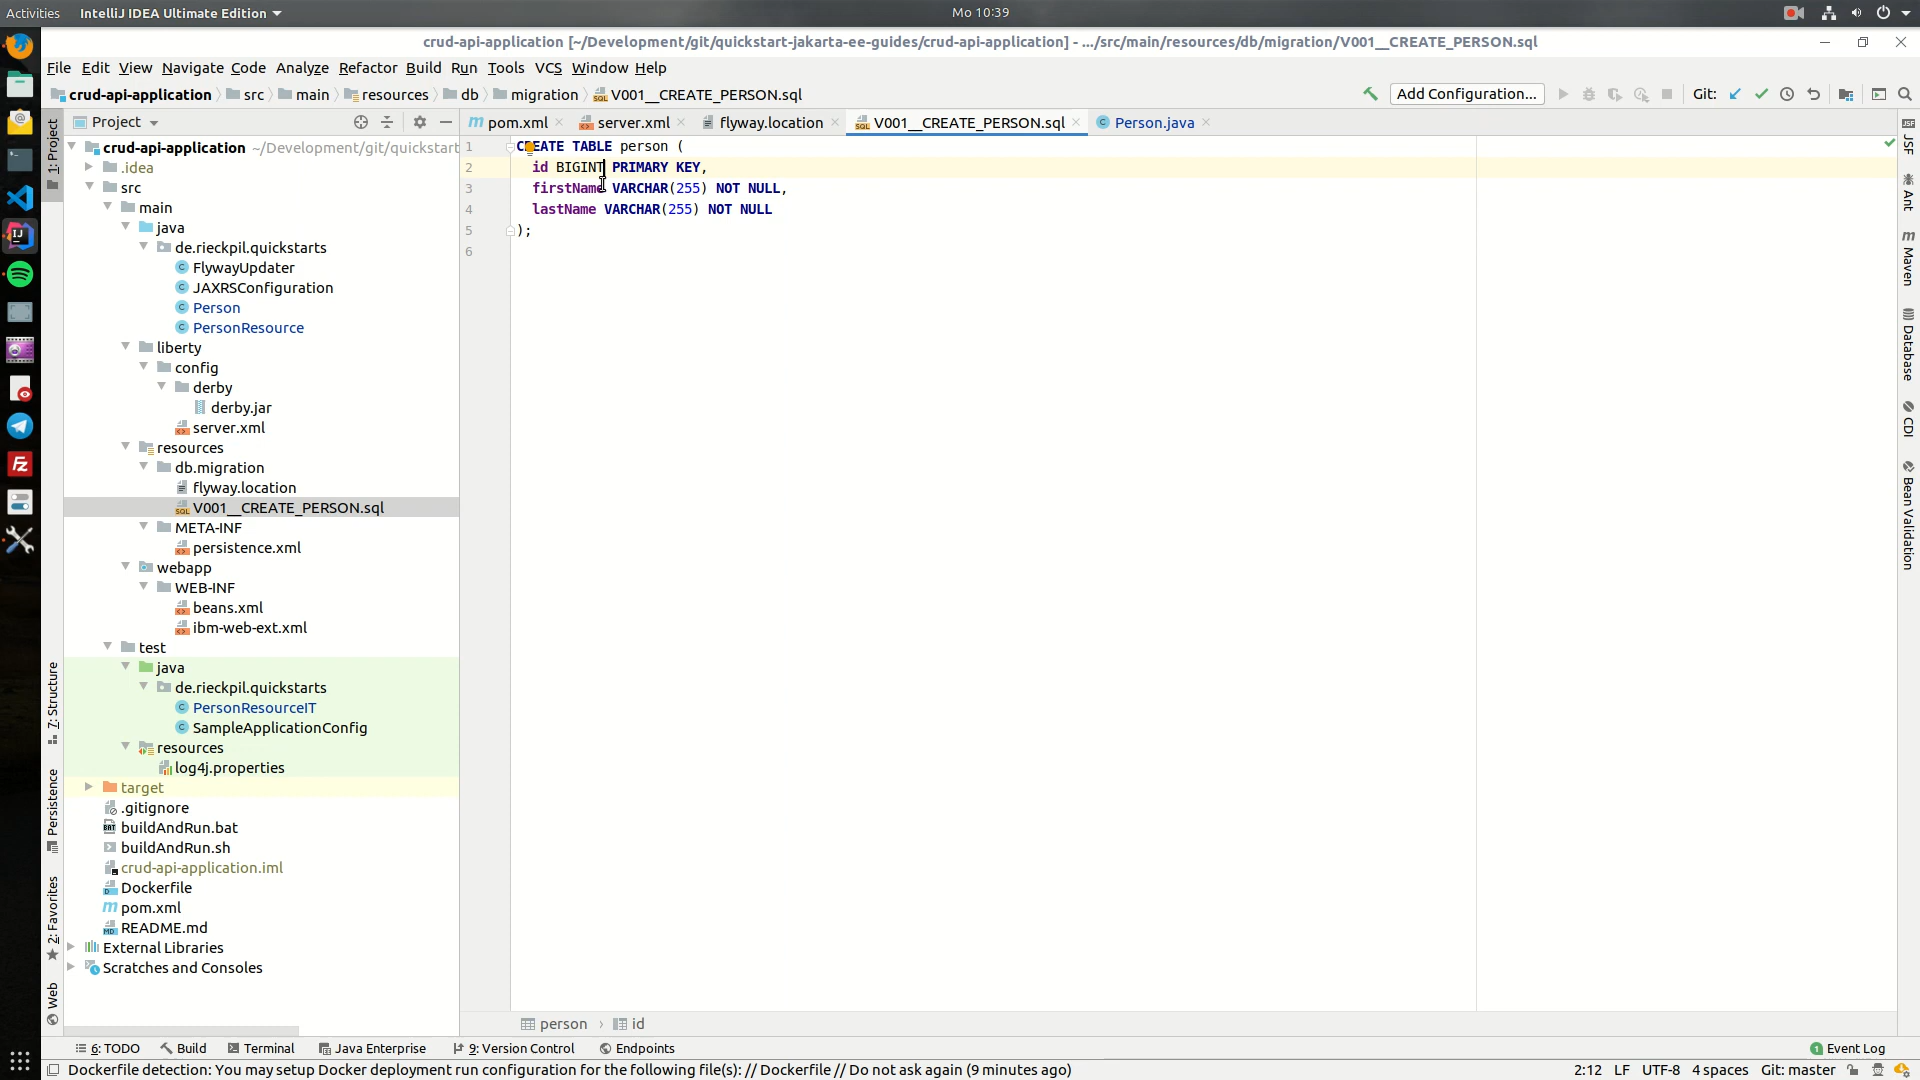 Activities IntelliJ IDEA Ultimate Edition Mo 10:39
crud-api-application [~/Development/git/quickstart-jakarta-ee-guides/crud-api-application] - .../src/main/resources/db/migration/V001__CREATE_PERSON.sql
File Edit View Navigate Code Analyze Refactor Build Run Tools VCS Window Help
crud-api-application src main resources db migration V001__CREATE_PERSON.sql Add Configuration... Git:
Project
pom.xml server.xml flyway.location V001__CREATE_PERSON.sql Person.java
1: Project
7: Structure
Persistence
2: Favorites
Web
crud-api-application ~/Development/git/quickstart
.idea
src
main
java
de.rieckpil.quickstarts
FlywayUpdater
JAXRSConfiguration
Person
PersonResource
liberty
config
derby
derby.jar
server.xml
resources
db.migration
flyway.location
V001__CREATE_PERSON.sql
META-INF
persistence.xml
webapp
WEB-INF
beans.xml
ibm-web-ext.xml
test
java
de.rieckpil.quickstarts
PersonResourceIT
SampleApplicationConfig
resources
log4j.properties
target
.gitignore
buildAndRun.bat
buildAndRun.sh
crud-api-application.iml
Dockerfile
pom.xml
README.md
External Libraries
Scratches and Consoles
1 CREATE TABLE person (
2 id BIGINT PRIMARY KEY,
3 firstName VARCHAR(255) NOT NULL,
4 lastName VARCHAR(255) NOT NULL
5 );
6
JSF
Ant
Maven
Database
CDI
Bean Validation
person id
6: TODO Build Terminal Java Enterprise 9: Version Control Endpoints 1 Event Log
Dockerfile detection: You may setup Docker deployment run configuration for the following file(s): // Dockerfile // Do not ask again (9 minutes ago) 2:12 LF UTF-8 4 spaces Git: master